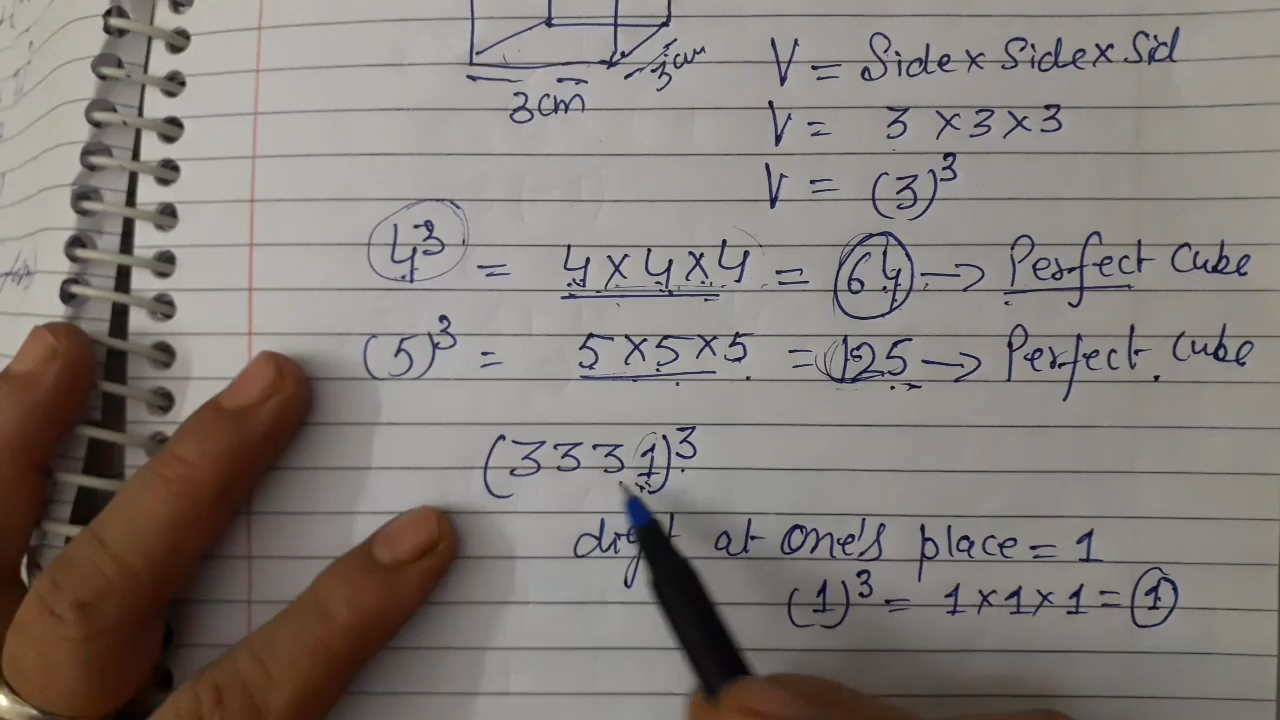 3cm
3cm
V = Side × Side × Sid
V = 3 × 3 × 3
V = (3)³
4³ = 4 × 4 × 4 = 64 → Perfect Cube
(5)³ = 5 × 5 × 5 = 125 → Perfect Cube
(3331)³
digit at one's place = 1
(1)³ = 1 × 1 × 1 = 1